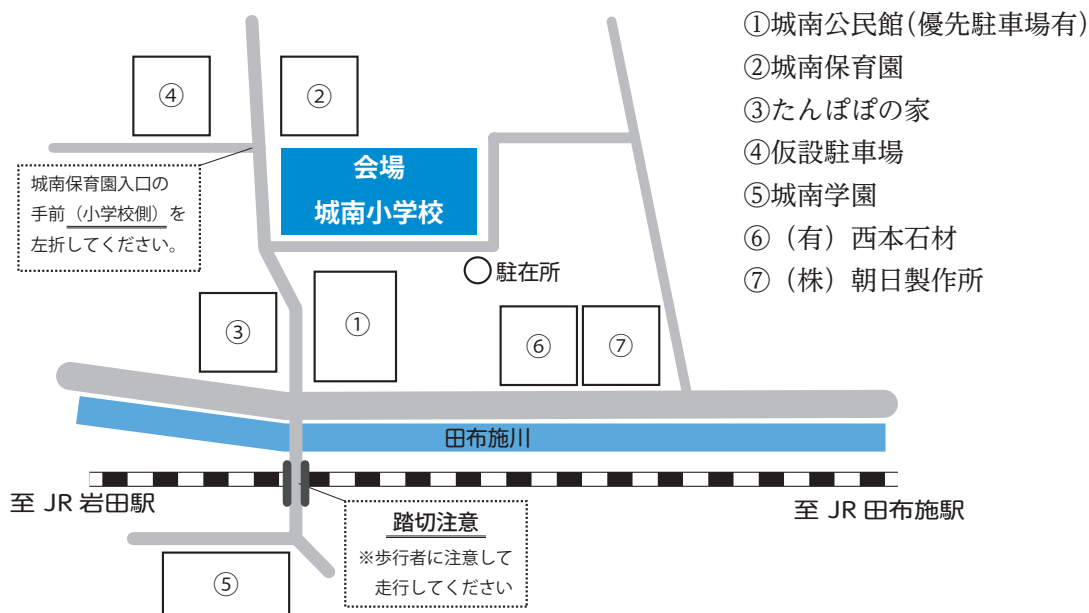 ①城南公民館(優先駐車場有)
②城南保育園
③たんぽぽの家
④仮設駐車場
⑤城南学園
⑥（有）西本石材
⑦（株）朝日製作所
④
②
会場
城南小学校
城南保育園入口の
手前（小学校側）を
左折してください。
駐在所
③
①
⑥
⑦
田布施川
至 JR 岩田駅
至 JR 田布施駅
踏切注意
※歩行者に注意して
走行してください
⑤